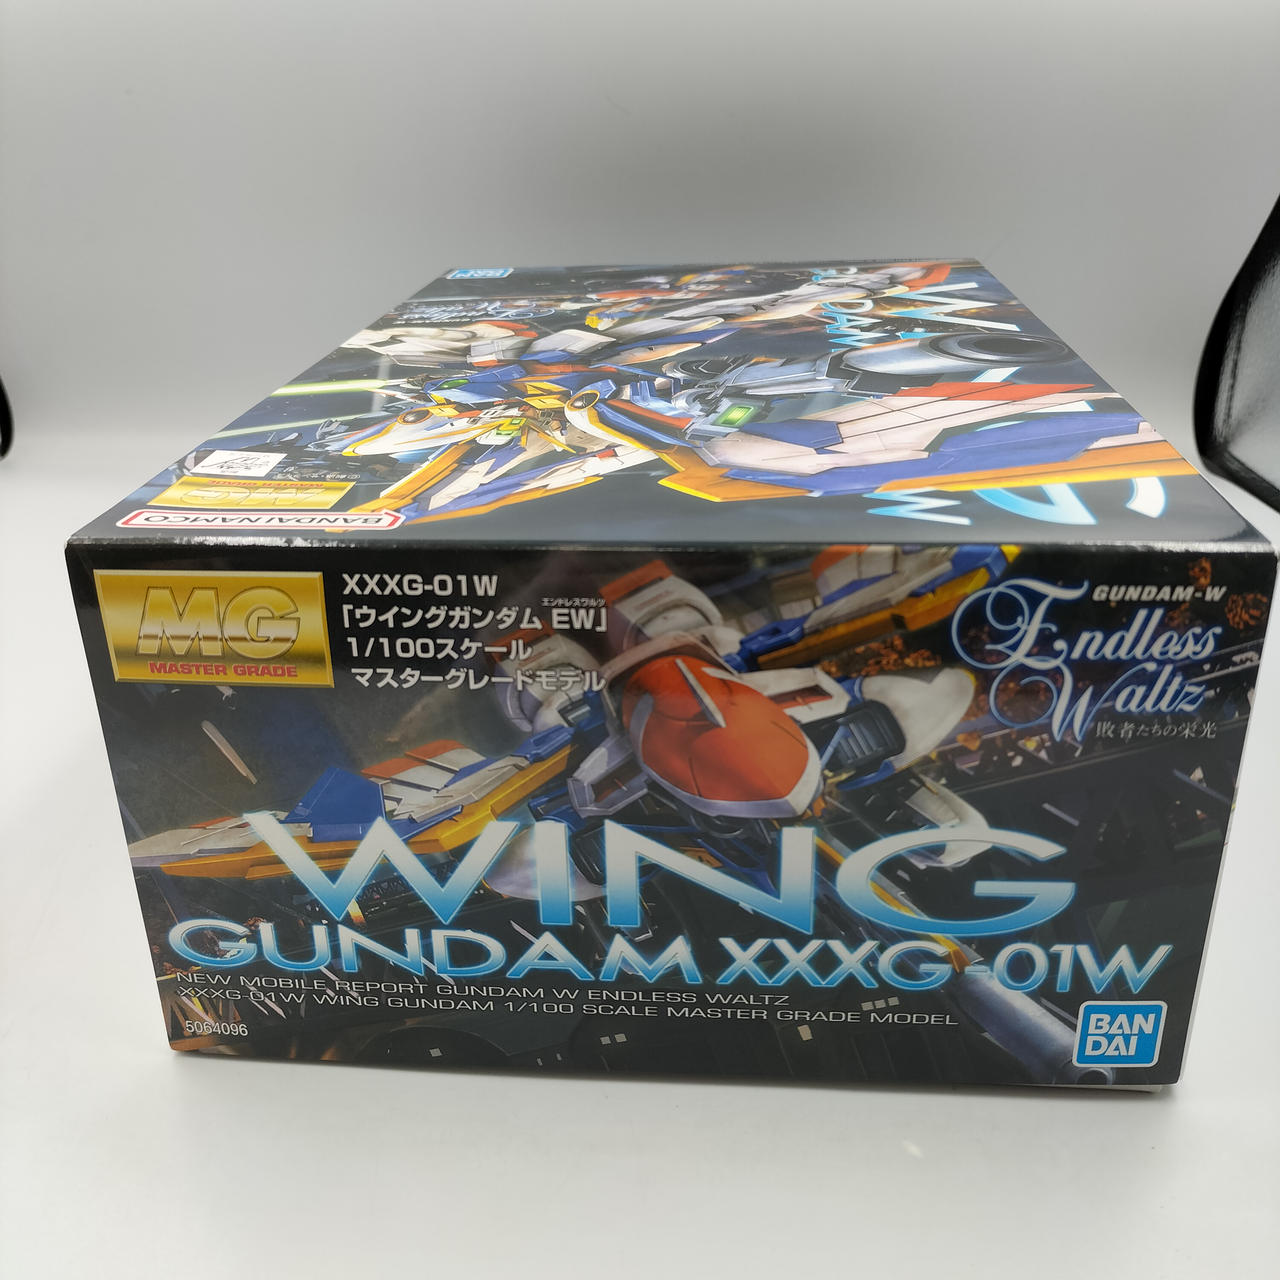 BANDAI NAMCO
MG
MASTER GRADE
MG
MASTER GRADE
XXXG-01W
「ウイングガンダム EW」
エンドレスワルツ
1/100スケール
マスターグレードモデル
GUNDAM-W
Endless
Waltz
敗者たちの栄光
WING
GUNDAM XXXG-01W
NEW MOBILE REPORT GUNDAM W ENDLESS WALTZ
XXXG-01W WING GUNDAM 1/100 SCALE MASTER GRADE MODEL
5064096
BAN
DAI